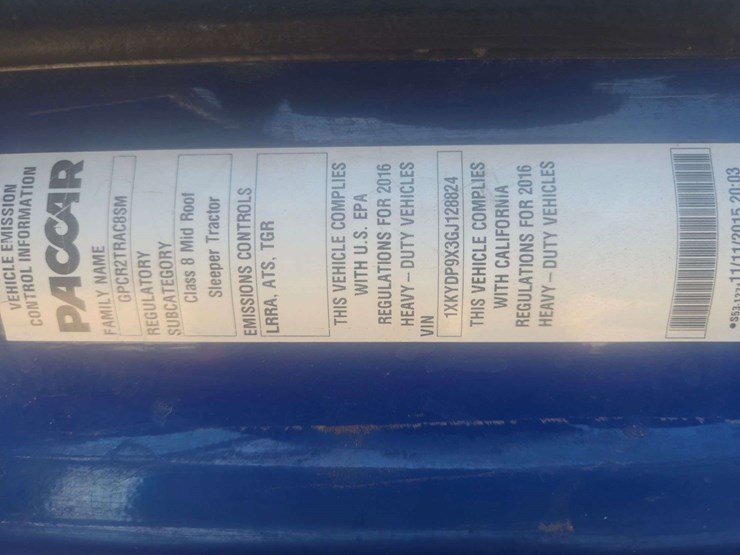 VEHICLE EMISSION
CONTROL INFORMATION
PACCAR
FAMILY NAME
GPCR2TRAC8SM
REGULATORY
SUBCATEGORY
Class 8 Mid Roof
Sleeper Tractor
EMISSIONS CONTROLS
LRRA, ATS, TGR
THIS VEHICLE COMPLIES
WITH U.S. EPA
REGULATIONS FOR 2016
HEAVY-DUTY VEHICLES
VIN
1XKYDP9X3GJ128824
THIS VEHICLE COMPLIES
WITH CALIFORNIA
REGULATIONS FOR 2016
HEAVY-DUTY VEHICLES
11/11/2015 20:03